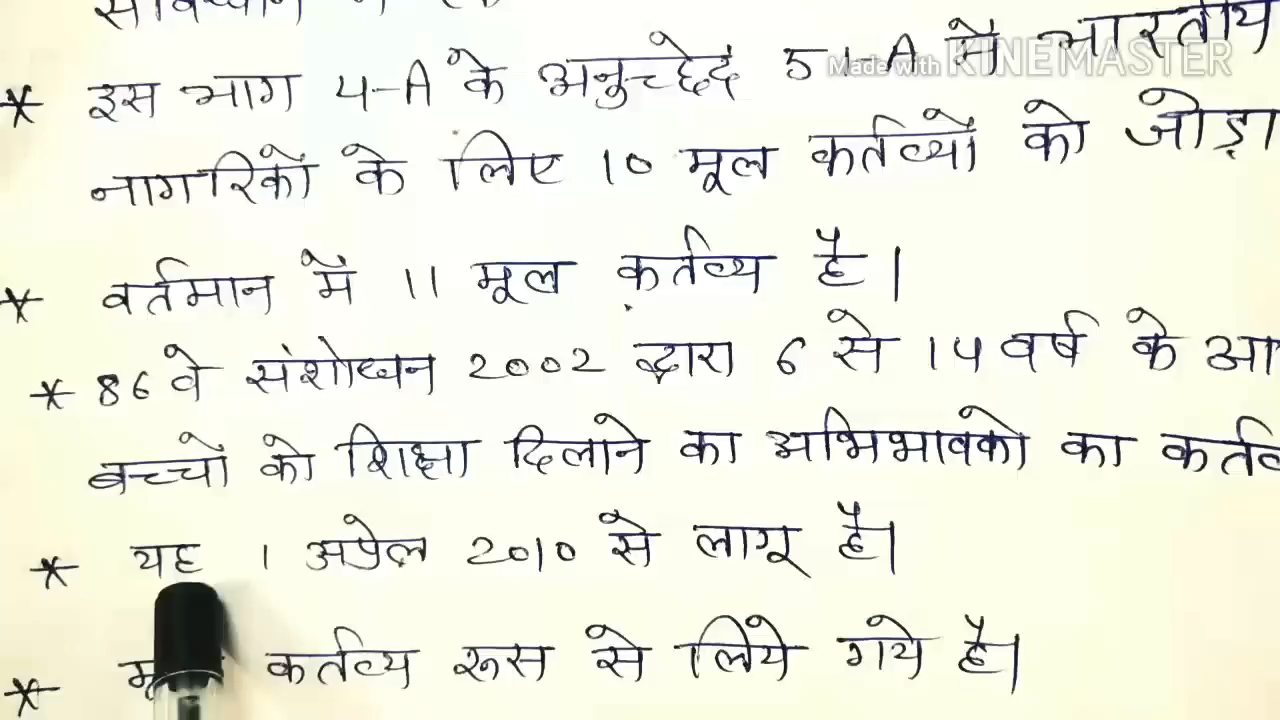 संविधान में
* इस भाग 4-A के अनुच्छेद 51-A में भारतीय
Made with KINEMASTER
नागरिकों के लिए 10 मूल कर्तव्यों को जोड़ा
* वर्तमान में 11 मूल कर्तव्य है।
* 86 वे संशोधन 2002 द्वारा 6 से 14 वर्ष के
बच्चों को शिक्षा दिलाने का अभिभावको का
* यह 1 अप्रेल 2010 से लागू है।
* कर्तव्य रूस से लिये गये है।